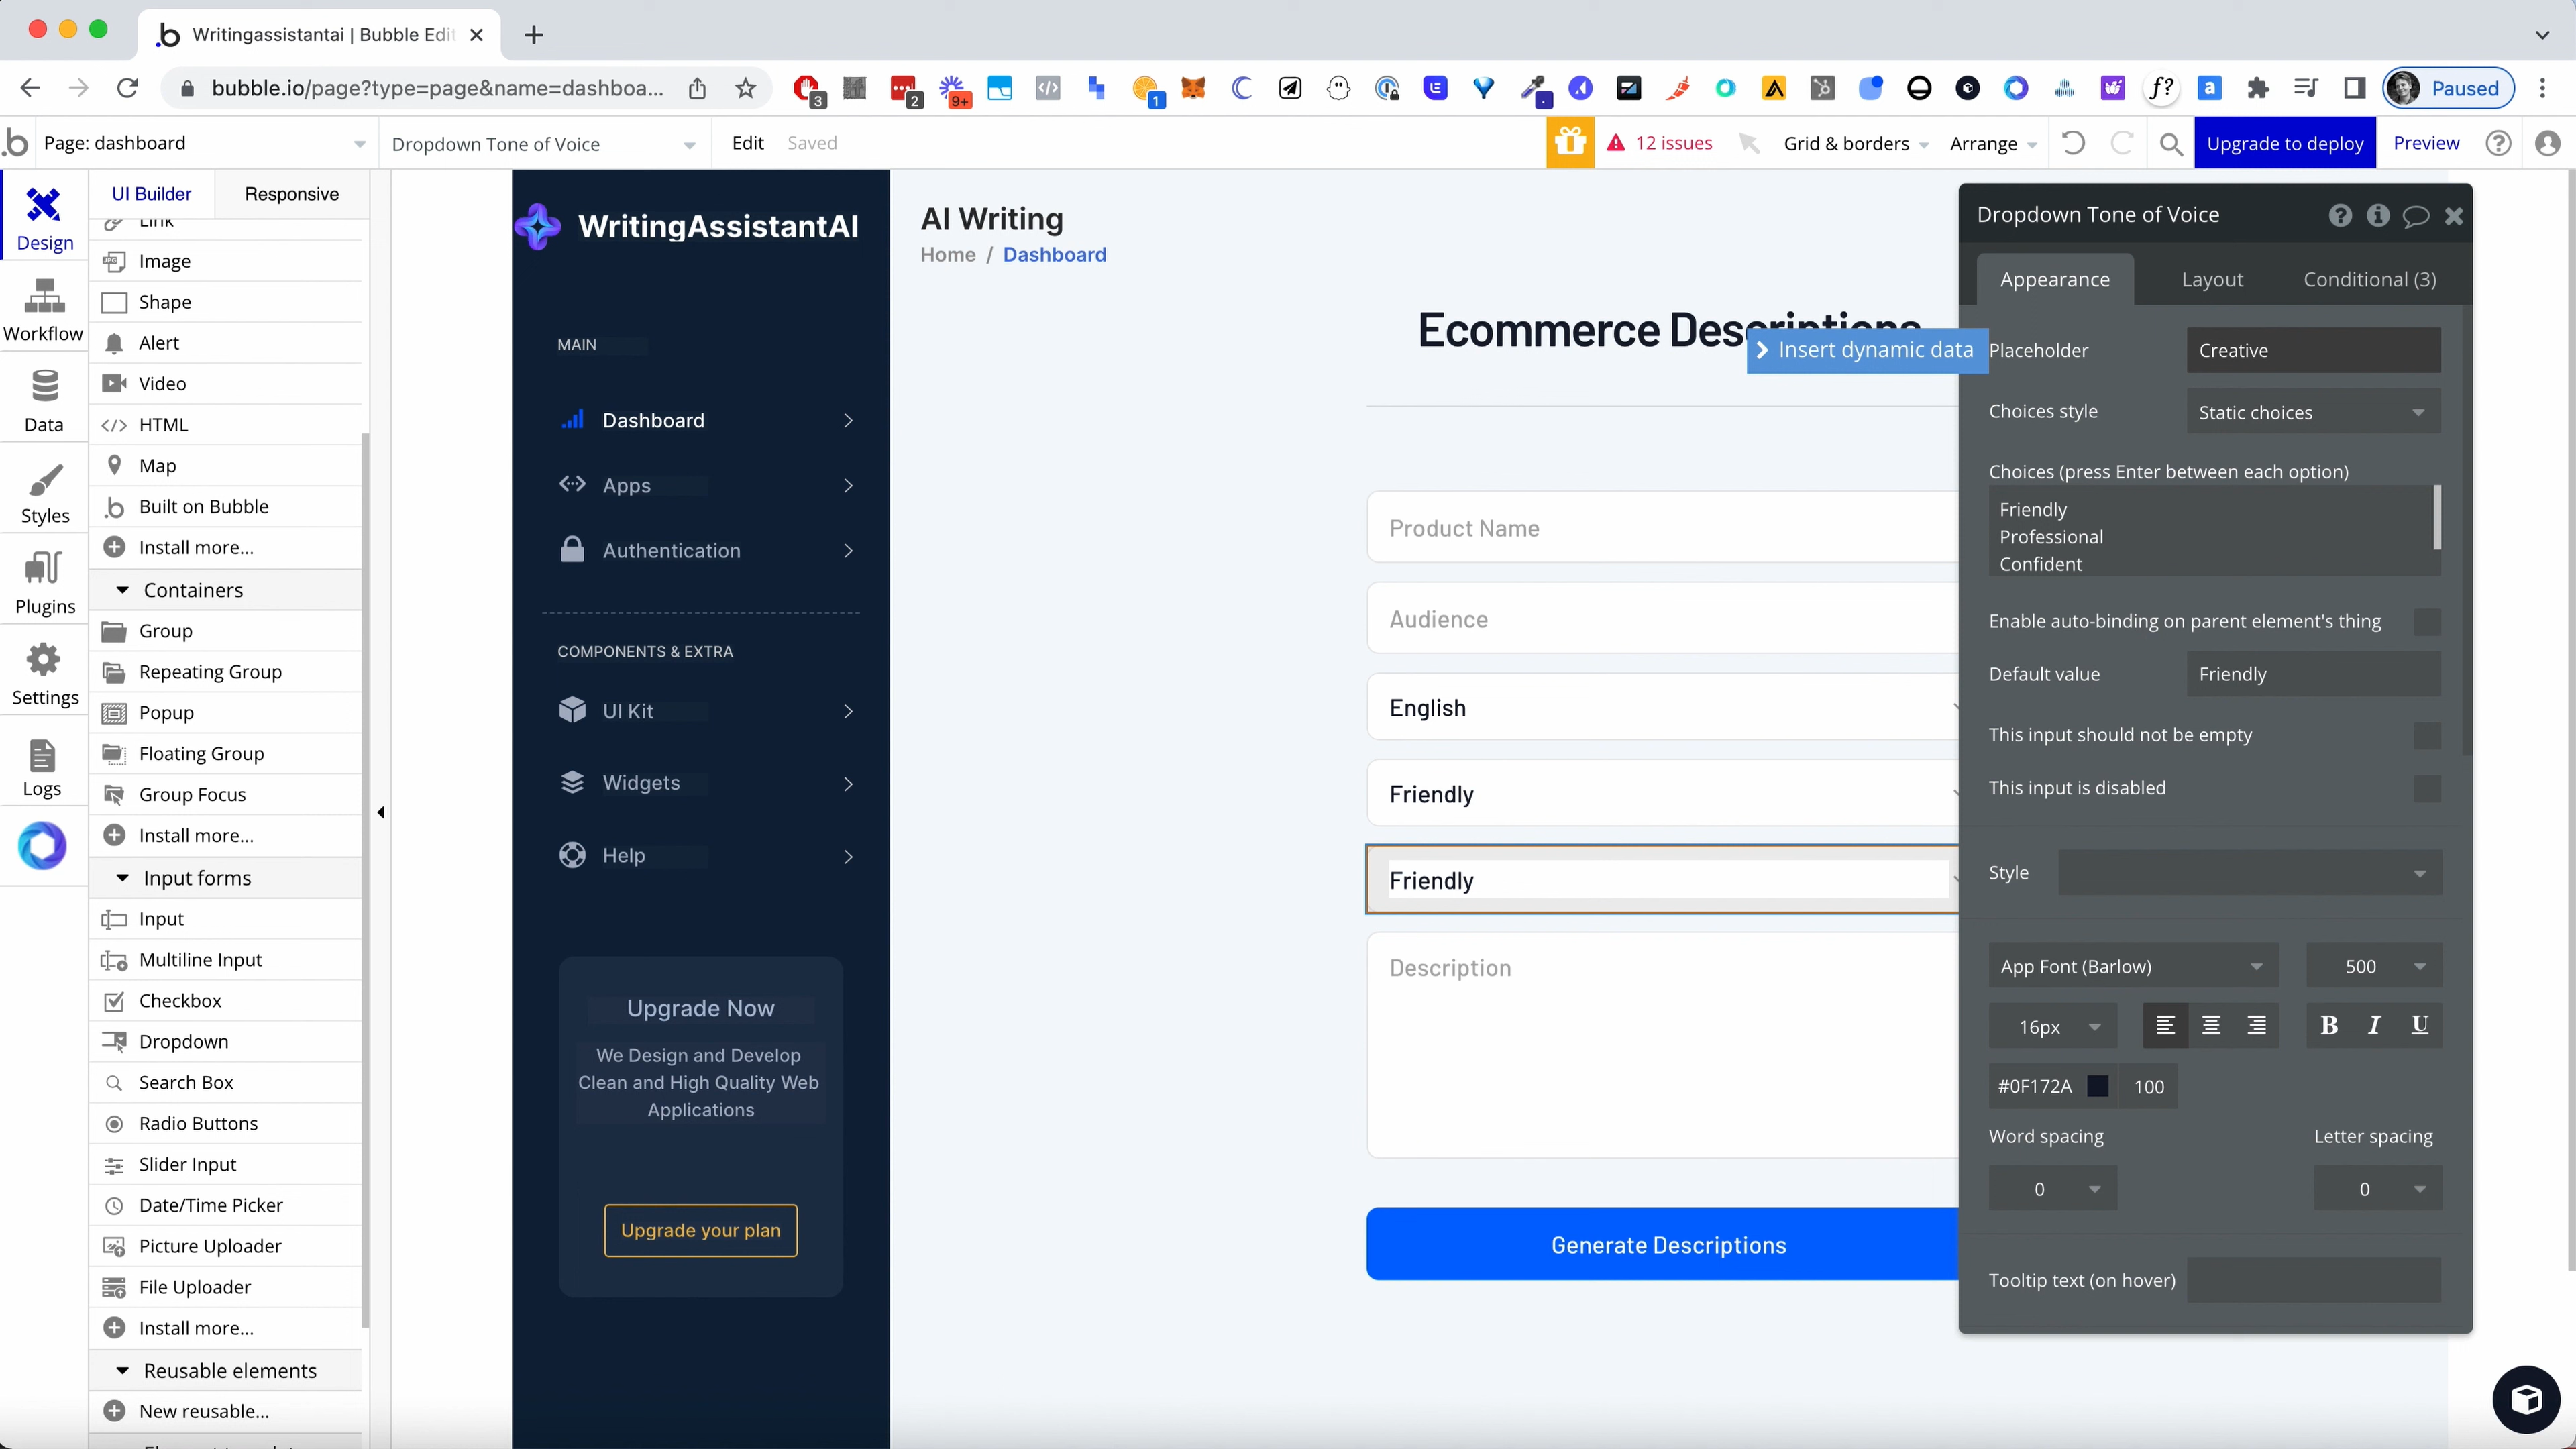 Writingassistantai | Bubble Edit
bubble.io/page?type=page&name=dashboa...
3
2
9+
1
f?
a
Paused
Page: dashboard
Dropdown Tone of Voice
Edit
Saved
12 issues
Grid & borders
Arrange
Upgrade to deploy
Preview
Design
Workflow
Data
Styles
Plugins
Settings
Logs
UI Builder
Responsive
Link
Image
Shape
Alert
Video
HTML
Map
Built on Bubble
Install more...
Containers
Group
Repeating Group
Popup
Floating Group
Group Focus
Install more...
Input forms
Input
Multiline Input
Checkbox
Dropdown
Search Box
Radio Buttons
Slider Input
Date/Time Picker
Picture Uploader
File Uploader
Install more...
Reusable elements
New reusable...
WritingAssistantAI
MAIN
Dashboard
Apps
Authentication
COMPONENTS & EXTRA
UI Kit
Widgets
Help
Upgrade Now
We Design and Develop
Clean and High Quality Web
Applications
Upgrade your plan
AI Writing
Home / Dashboard
Ecommerce Descriptions
Insert dynamic data
Product Name
Audience
English
Friendly
Friendly
Description
Generate Descriptions
Dropdown Tone of Voice
Appearance
Layout
Conditional (3)
Placeholder
Creative
Choices style
Static choices
Choices (press Enter between each option)
Friendly
Professional
Confident
Enable auto-binding on parent element's thing
Default value
Friendly
This input should not be empty
This input is disabled
Style
App Font (Barlow)
500
16px
B I U
#0F172A
100
Word spacing
Letter spacing
0
0
Tooltip text (on hover)